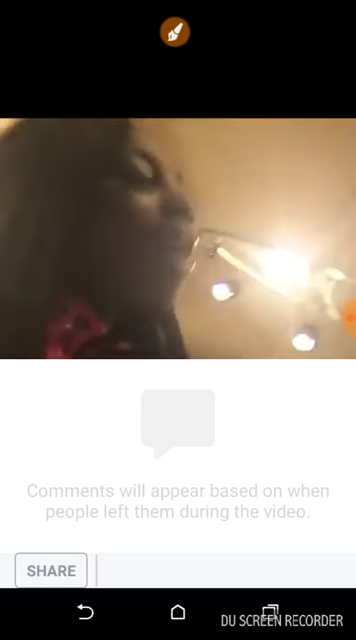 Comments will appear based on when
people left them during the video.
SHARE
DU SCREEN RECORDER